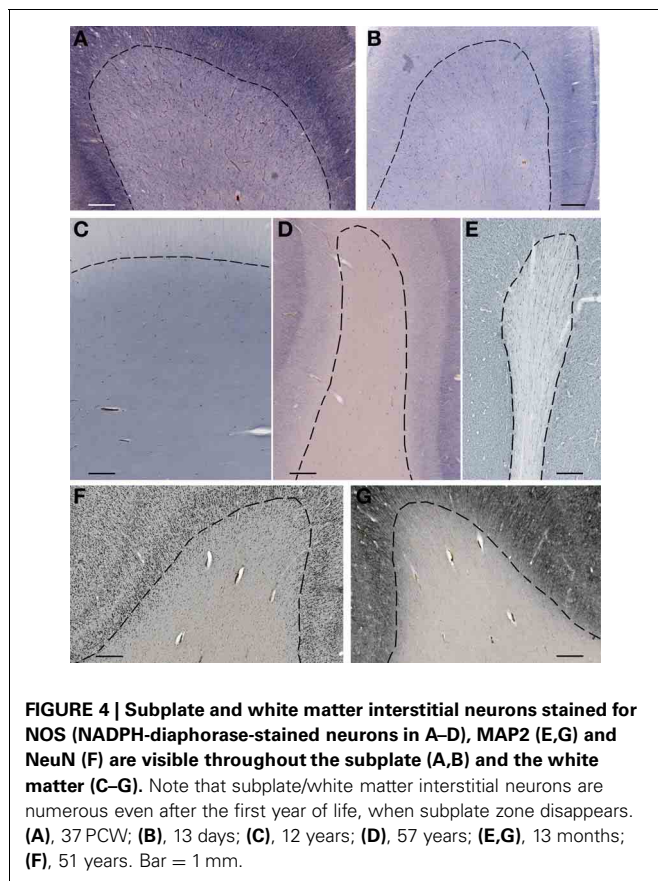 A
B
C
D
E
F
G
FIGURE 4 | Subplate and white matter interstitial neurons stained for
NOS (NADPH-diaphorase-stained neurons in A–D), MAP2 (E,G) and
NeuN (F) are visible throughout the subplate (A,B) and the white
matter (C–G). Note that subplate/white matter interstitial neurons are
numerous even after the first year of life, when subplate zone disappears.
(A), 37 PCW; (B), 13 days; (C), 12 years; (D), 57 years; (E,G), 13 months;
(F), 51 years. Bar = 1 mm.